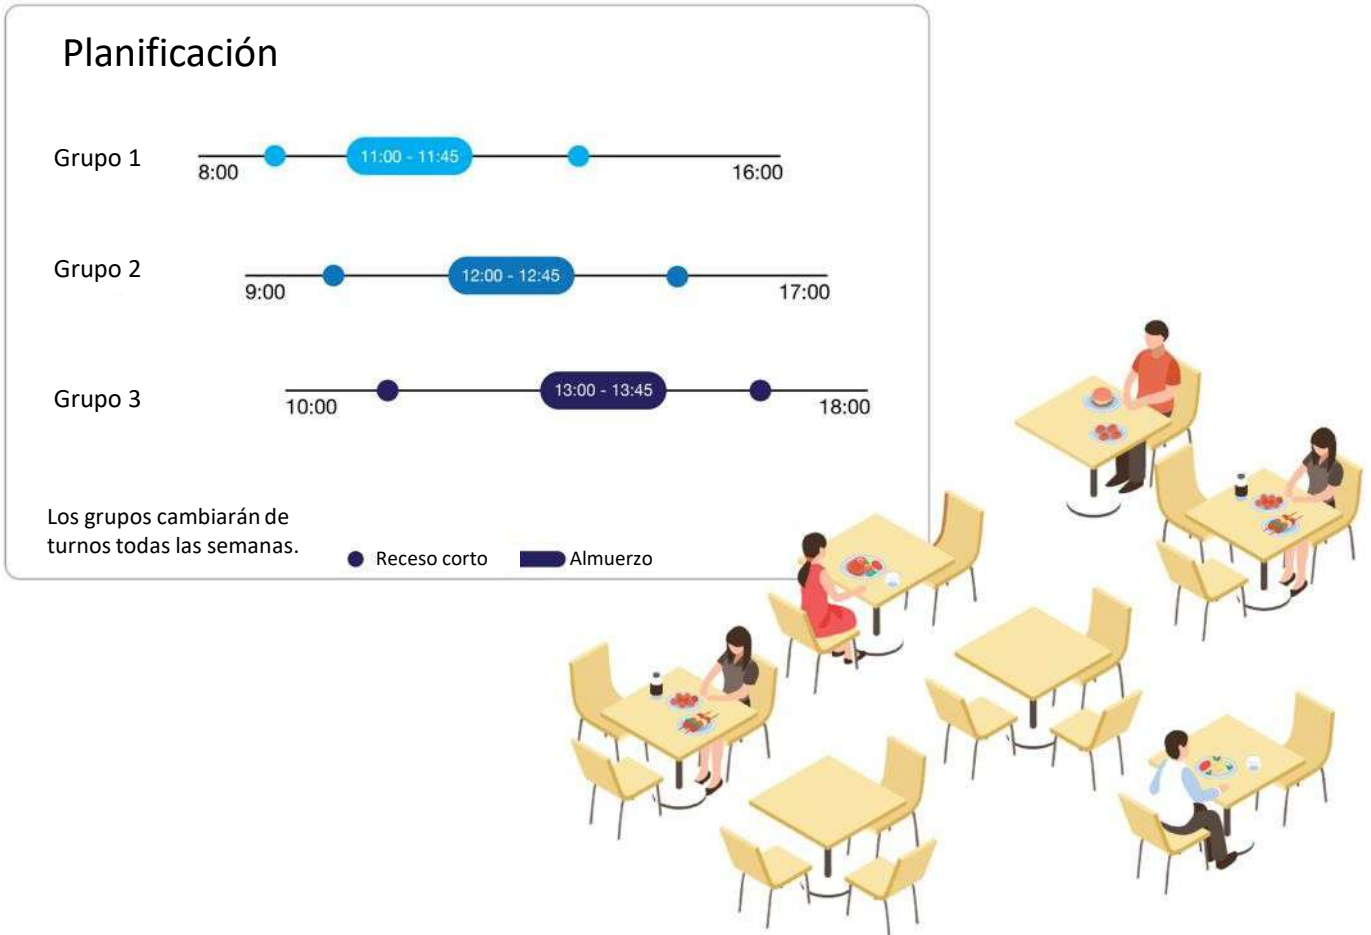 Planificación
Grupo 1
11:00 - 11:45
8:00
16:00
Grupo 2
12:00 - 12:45
9:00
17:00
Grupo 3
13:00 - 13:45
10:00
18:00
Los grupos cambiarán de
turnos todas las semanas.
Receso corto
Almuerzo